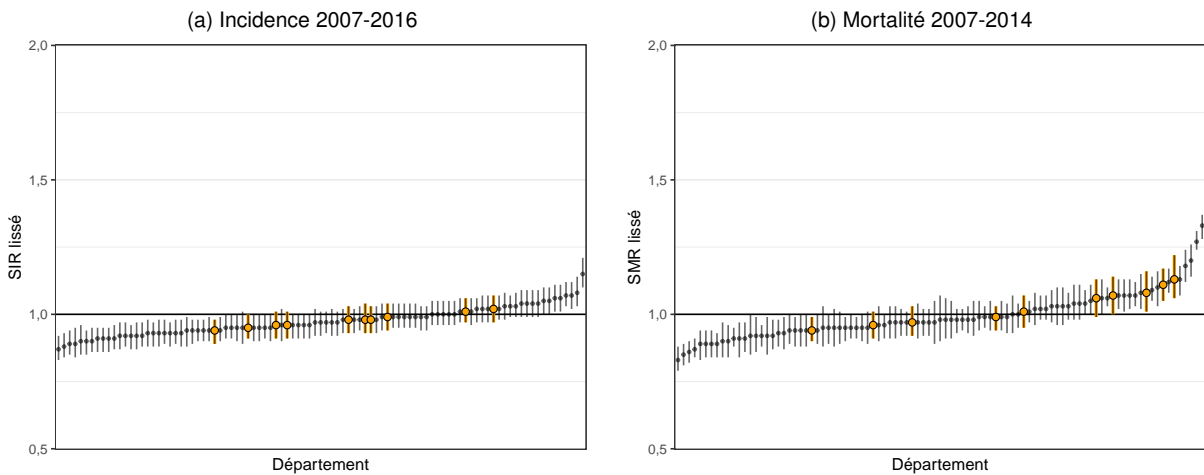 (a) Incidence 2007-2016
2,0
1,5
1,0
0,5
SIR lissé
Département
(b) Mortalité 2007-2014
2,0
1,5
1,0
0,5
SMR lissé
Département